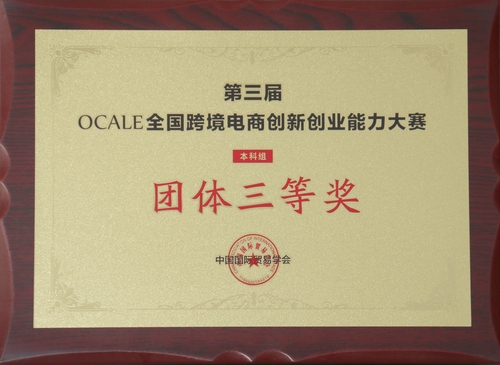 第三届
OCALE全国跨境电商创新创业能力大赛
本科组
团体三等奖
中国国际贸易学会